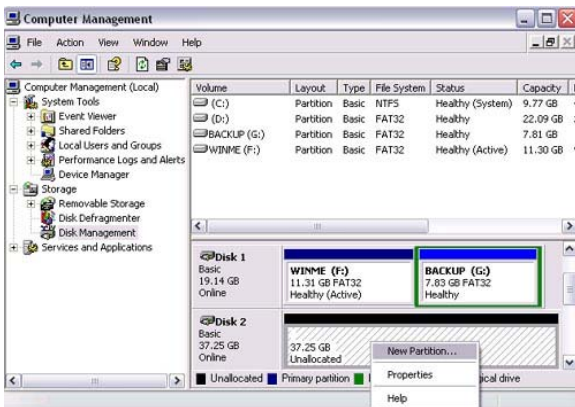 Computer Management
File Action View Window Help
Computer Management (Local)
System Tools
Event Viewer
Shared Folders
Local Users and Groups
Performance Logs and Alerts
Device Manager
Storage
Removable Storage
Disk Defragmenter
Disk Management
Services and Applications
Volume Layout Type File System Status Capacity
(C:) Partition Basic NTFS Healthy (System) 9.77 GB
(D:) Partition Basic FAT32 Healthy 22.09 GB
BACKUP (G:) Partition Basic FAT32 Healthy 7.81 GB
WINME (F:) Partition Basic FAT32 Healthy (Active) 11.30 GB
Disk 1
Basic
19.14 GB
Online
WINME (F:)
11.31 GB FAT32
Healthy (Active)
BACKUP (G:)
7.83 GB FAT32
Healthy
Disk 2
Basic
37.25 GB
Online
37.25 GB
Unallocated
New Partition...
Properties
Help
Unallocated Primary partition gical drive